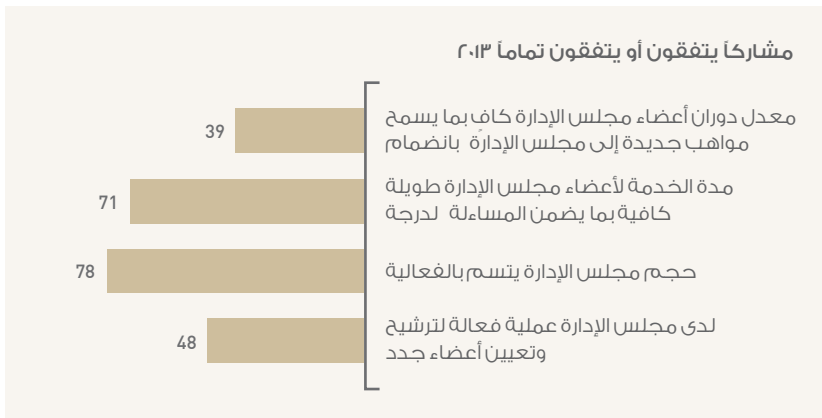 مشاركاً يتفقون أو يتفقون تماماً ٢٠١٣
معدل دوران أعضاء مجلس الإدارة كافٍ بما يسمح
مواهب جديدة إلى مجلس الإدارة بانضمام
39
مدة الخدمة لأعضاء مجلس الإدارة طويلة
كافية بما يضمن المساءلة لدرجة
71
حجم مجلس الإدارة يتسم بالفعالية
78
لدى مجلس الإدارة عملية فعالة لترشيح
وتعيين أعضاء جدد
48